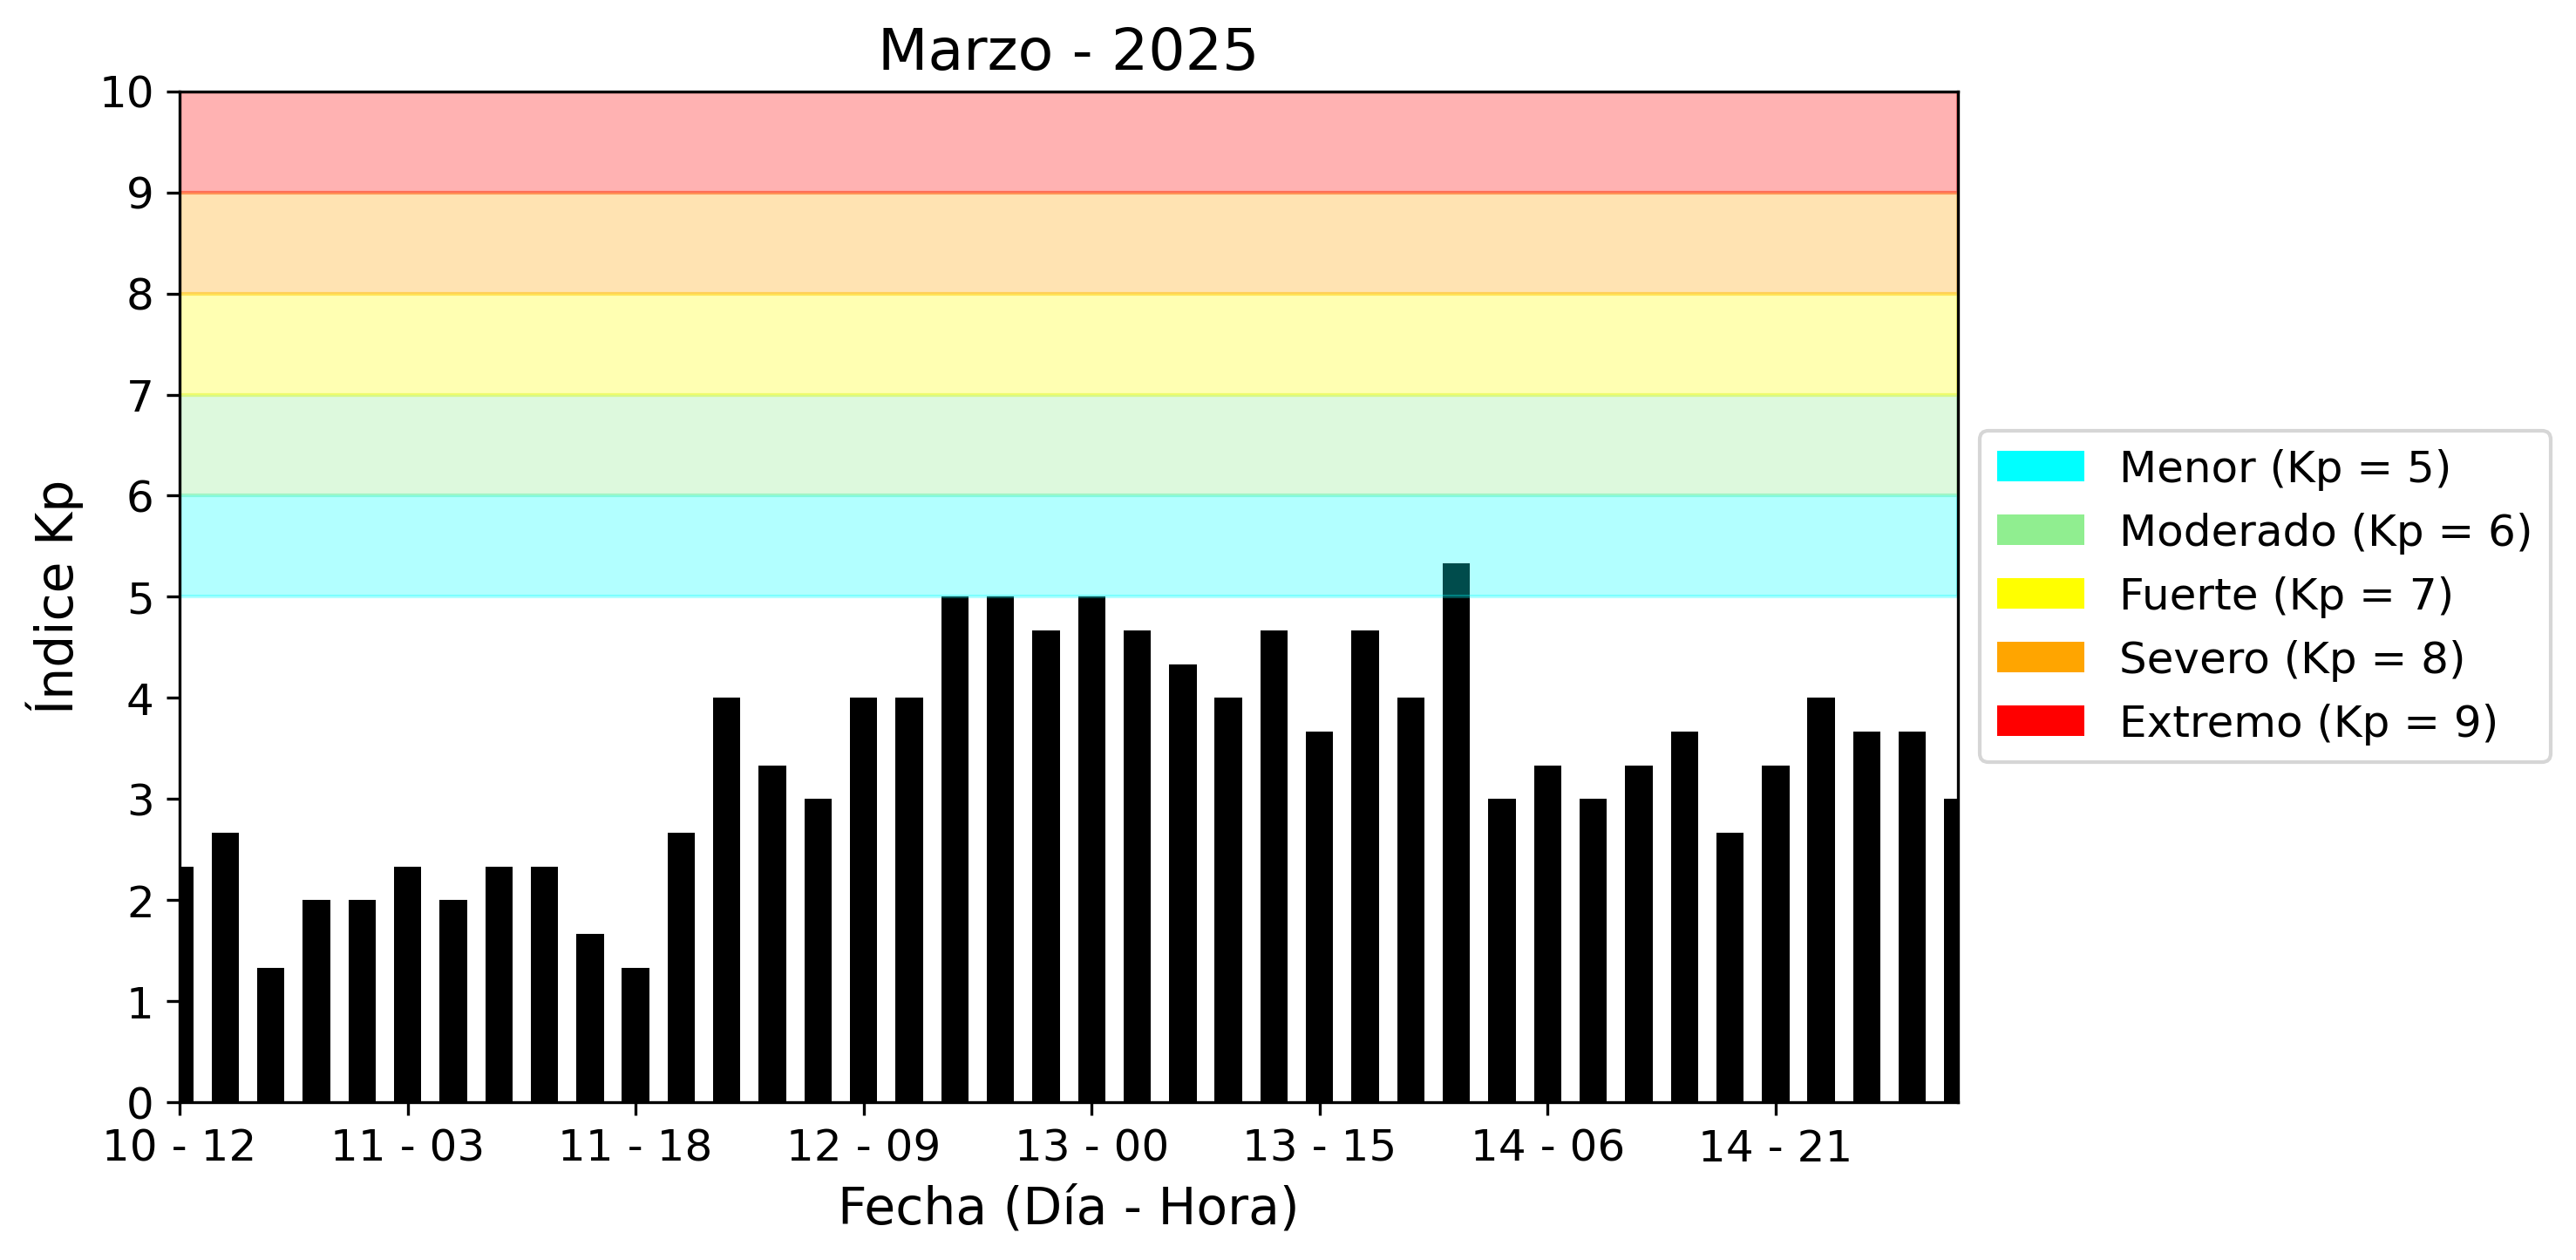 Marzo - 2025
10
9
8
7
6
5
4
3
2
1
0
Índice Kp
10 - 12
11 - 03
11 - 18
12 - 09
13 - 00
13 - 15
14 - 06
14 - 21
Fecha (Día - Hora)
Menor (Kp = 5)
Moderado (Kp = 6)
Fuerte (Kp = 7)
Severo (Kp = 8)
Extremo (Kp = 9)